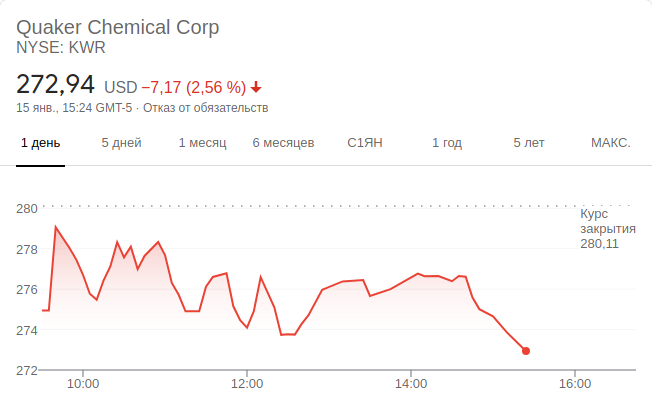 Quaker Chemical Corp
NYSE: KWR
272,94 USD −7,17 (2,56 %)
15 янв., 15:24 GMT-5 · Отказ от обязательств
1 день 5 дней 1 месяц 6 месяцев С1ЯН 1 год 5 лет МАКС.
280
Курс
закрытия
280,11
278
276
274
272
10:00 12:00 14:00 16:00